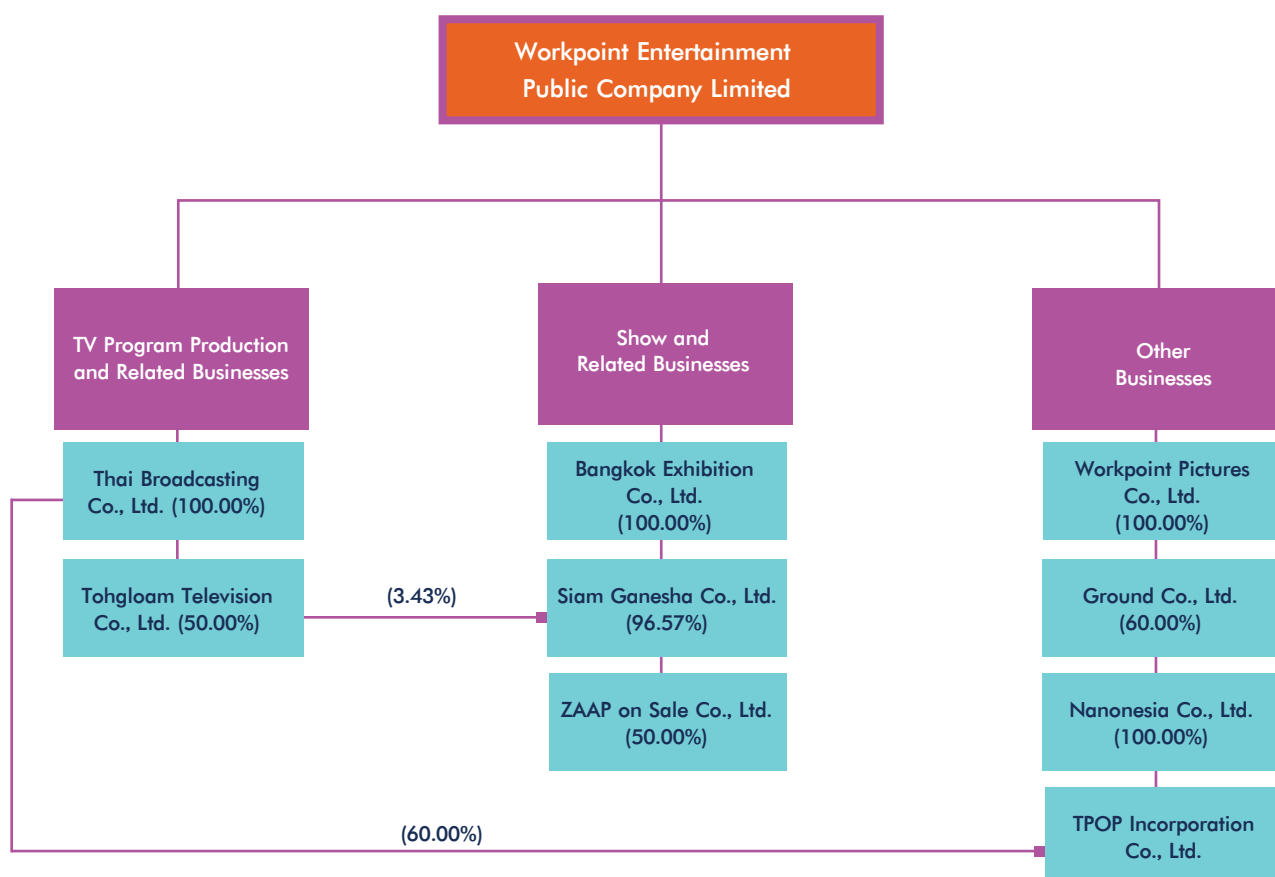 Workpoint Entertainment
Public Company Limited
TV Program Production
and Related Businesses
Show and
Related Businesses
Other
Businesses
Thai Broadcasting
Co., Ltd. (100.00%)
Bangkok Exhibition
Co., Ltd.
(100.00%)
Workpoint Pictures
Co., Ltd.
(100.00%)
Tohgloam Television
Co., Ltd. (50.00%)
(3.43%)
Siam Ganesha Co., Ltd.
(96.57%)
Ground Co., Ltd.
(60.00%)
ZAAP on Sale Co., Ltd.
(50.00%)
Nanonesia Co., Ltd.
(100.00%)
(60.00%)
TPOP Incorporation
Co., Ltd.